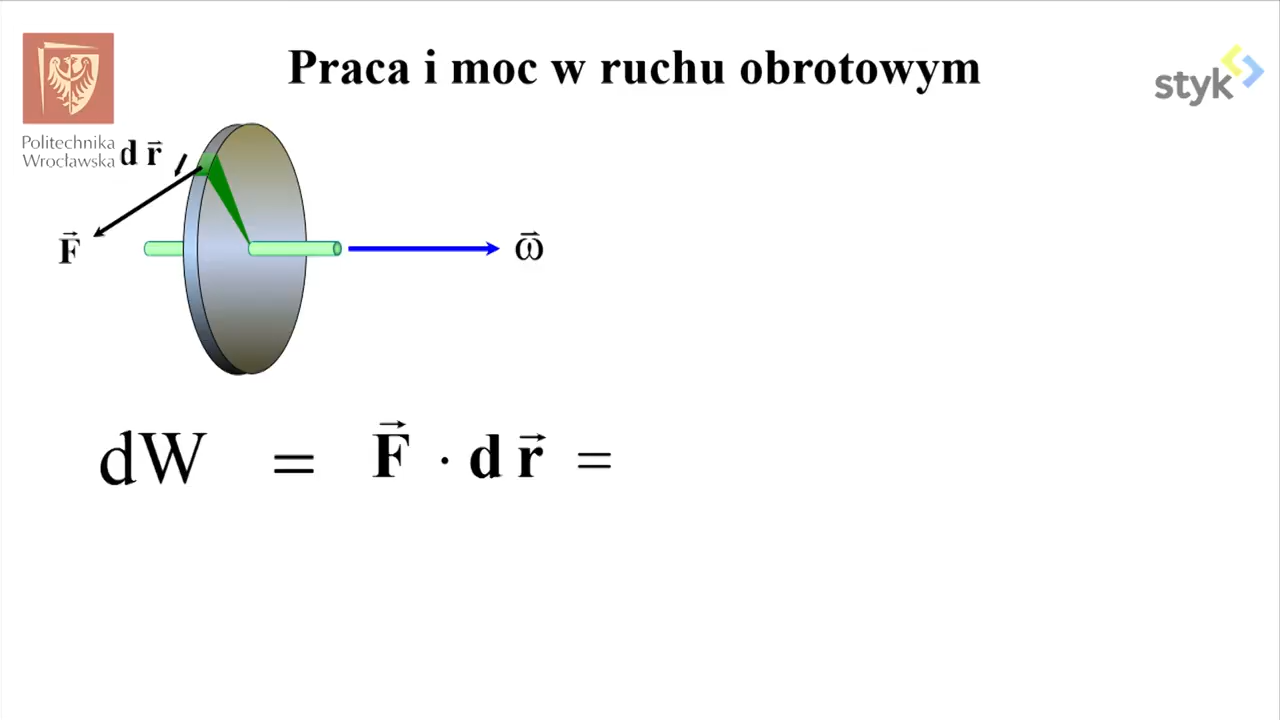 Praca i moc w ruchu obrotowym
styk
Politechnika
Wrocławska
d r⃗
F⃗
ω⃗
dW = F⃗ · d r⃗ =